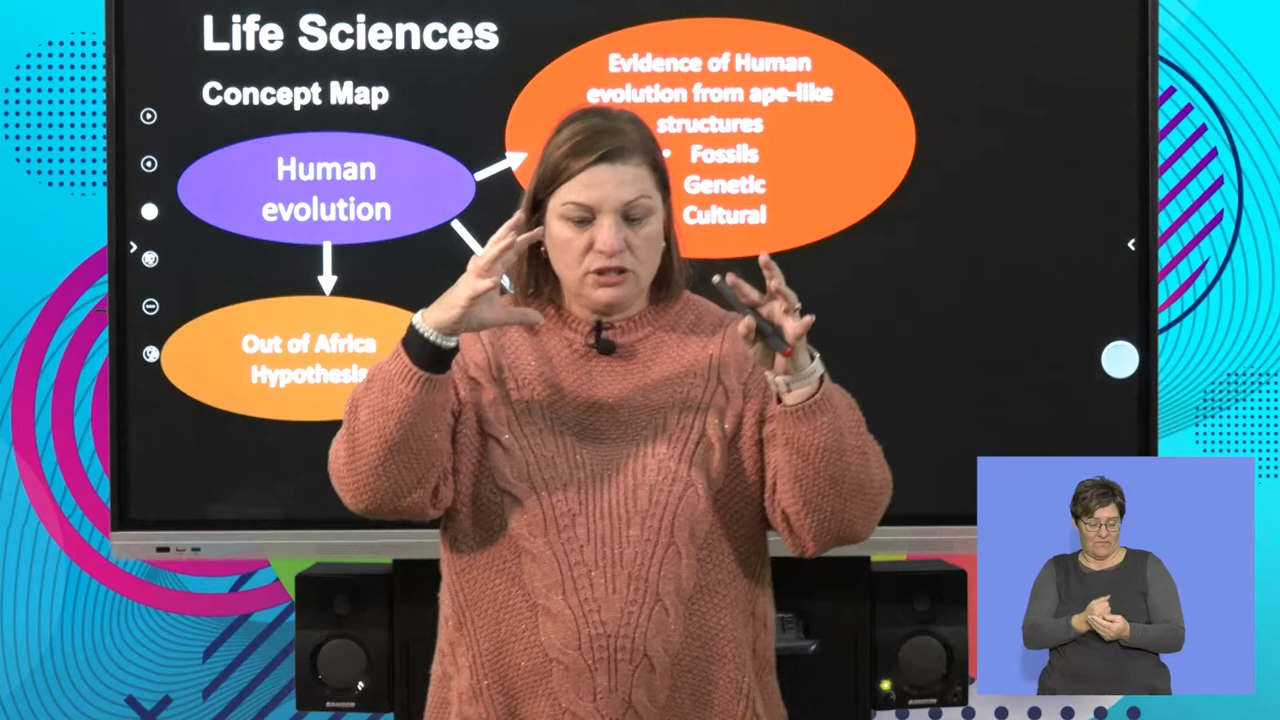 Life Sciences
Concept Map
Human
evolution
Evidence of Human
evolution from ape-like
structures
• Fossils
Genetic
Cultural
Out of Africa
Hypothesis